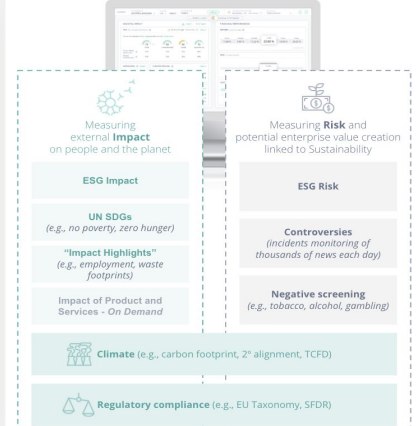 Measuring
external Impact
on people and the planet
ESG Impact
UN SDGs
(e.g., no poverty, zero hunger)
“Impact Highlights”
(e.g., employment, waste
footprints)
Impact of Product and
Services - On Demand
Measuring Risk and
potential enterprise value creation
linked to Sustainability
ESG Risk
Controversies
(incidents monitoring of
thousands of news each day)
Negative screening
(e.g., tobacco, alcohol, gambling)
Climate (e.g., carbon footprint, 2° alignment, TCFD)
Regulatory compliance (e.g., EU Taxonomy, SFDR)